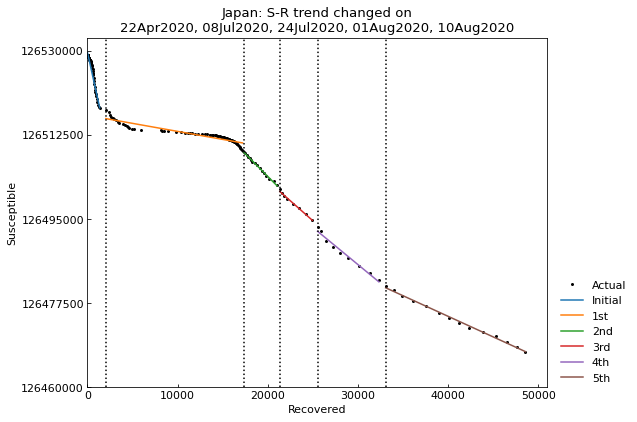 Japan: S-R trend changed on
22Apr2020, 08Jul2020, 24Jul2020, 01Aug2020, 10Aug2020
126530000
126512500
126495000
126477500
126460000
Susceptible
0
10000
20000
30000
40000
50000
Recovered
Actual
Initial
1st
2nd
3rd
4th
5th